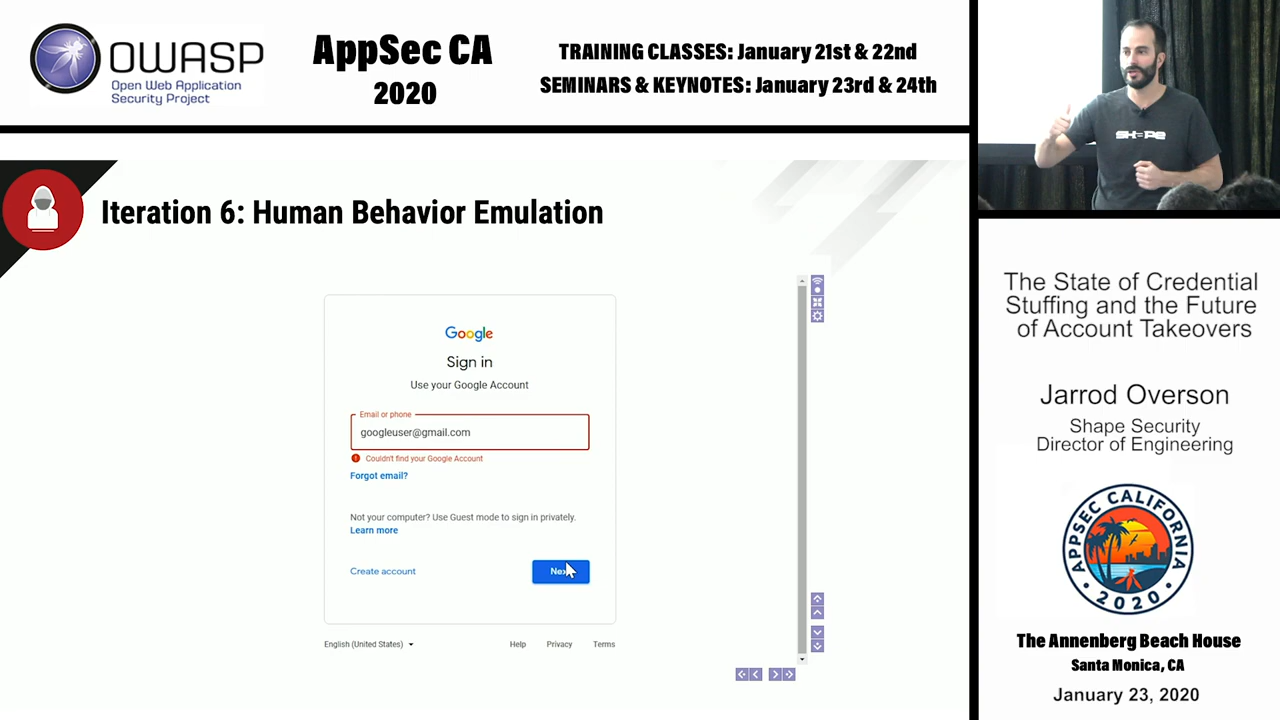 OWASP
Open Web Application
Security Project
AppSec CA
2020
TRAINING CLASSES: January 21st & 22nd
SEMINARS & KEYNOTES: January 23rd & 24th
SHAPE
Iteration 6: Human Behavior Emulation
Google
Sign in
Use your Google Account
Email or phone
googleuser@gmail.com
Couldn't find your Google Account
Forgot email?
Not your computer? Use Guest mode to sign in privately.
Learn more
Create account
English (United States)
Help Privacy Terms
The State of Credential
Stuffing and the Future
of Account Takeovers
Jarrod Overson
Shape Security
Director of Engineering
APPSEC CALIFORNIA
2020
The Annenberg Beach House
Santa Monica, CA
January 23, 2020